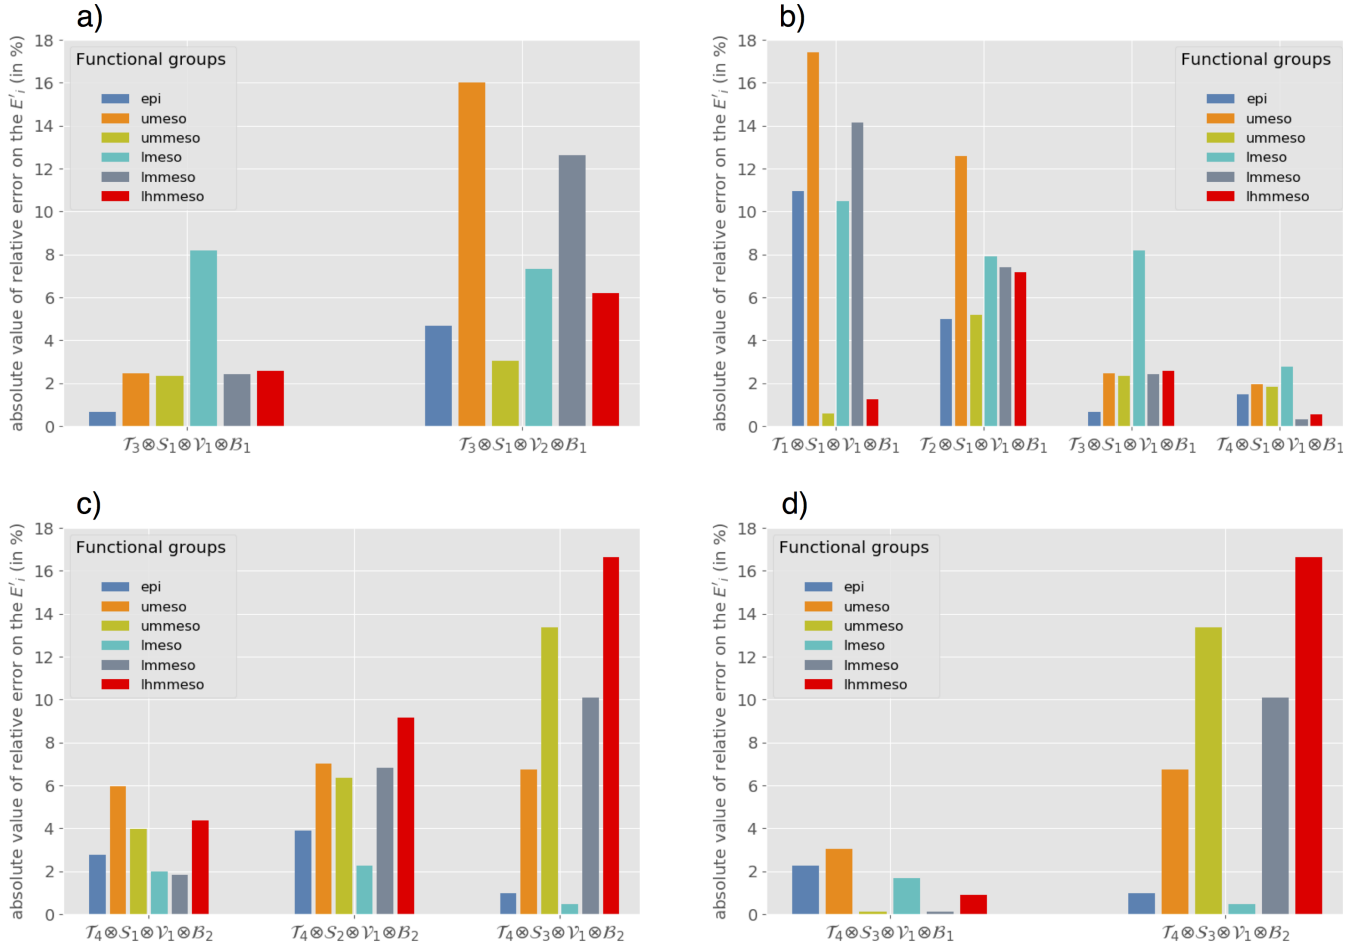 a)
absolute value of relative error on the E′ᵢ (in %)
18
16
14
12
10
8
6
4
2
0
Functional groups
epi
umeso
ummeso
lmeso
lmmeso
lhmmeso
𝒯₃⊗𝒮₁⊗𝒱₁⊗ℬ₁
𝒯₃⊗𝒮₁⊗𝒱₂⊗ℬ₁
b)
absolute value of relative error on the E′ᵢ (in %)
18
16
14
12
10
8
6
4
2
0
Functional groups
epi
umeso
ummeso
lmeso
lmmeso
lhmmeso
𝒯₁⊗𝒮₁⊗𝒱₁⊗ℬ₁
𝒯₂⊗𝒮₁⊗𝒱₁⊗ℬ₁
𝒯₃⊗𝒮₁⊗𝒱₁⊗ℬ₁
𝒯₄⊗𝒮₁⊗𝒱₁⊗ℬ₁
c)
absolute value of relative error on the E′ᵢ (in %)
18
16
14
12
10
8
6
4
2
0
Functional groups
epi
umeso
ummeso
lmeso
lmmeso
lhmmeso
𝒯₄⊗𝒮₁⊗𝒱₁⊗ℬ₂
𝒯₄⊗𝒮₂⊗𝒱₁⊗ℬ₂
𝒯₄⊗𝒮₃⊗𝒱₁⊗ℬ₂
d)
absolute value of relative error on the E′ᵢ (in %)
18
16
14
12
10
8
6
4
2
0
Functional groups
epi
umeso
ummeso
lmeso
lmmeso
lhmmeso
𝒯₄⊗𝒮₃⊗𝒱₁⊗ℬ₁
𝒯₄⊗𝒮₃⊗𝒱₁⊗ℬ₂